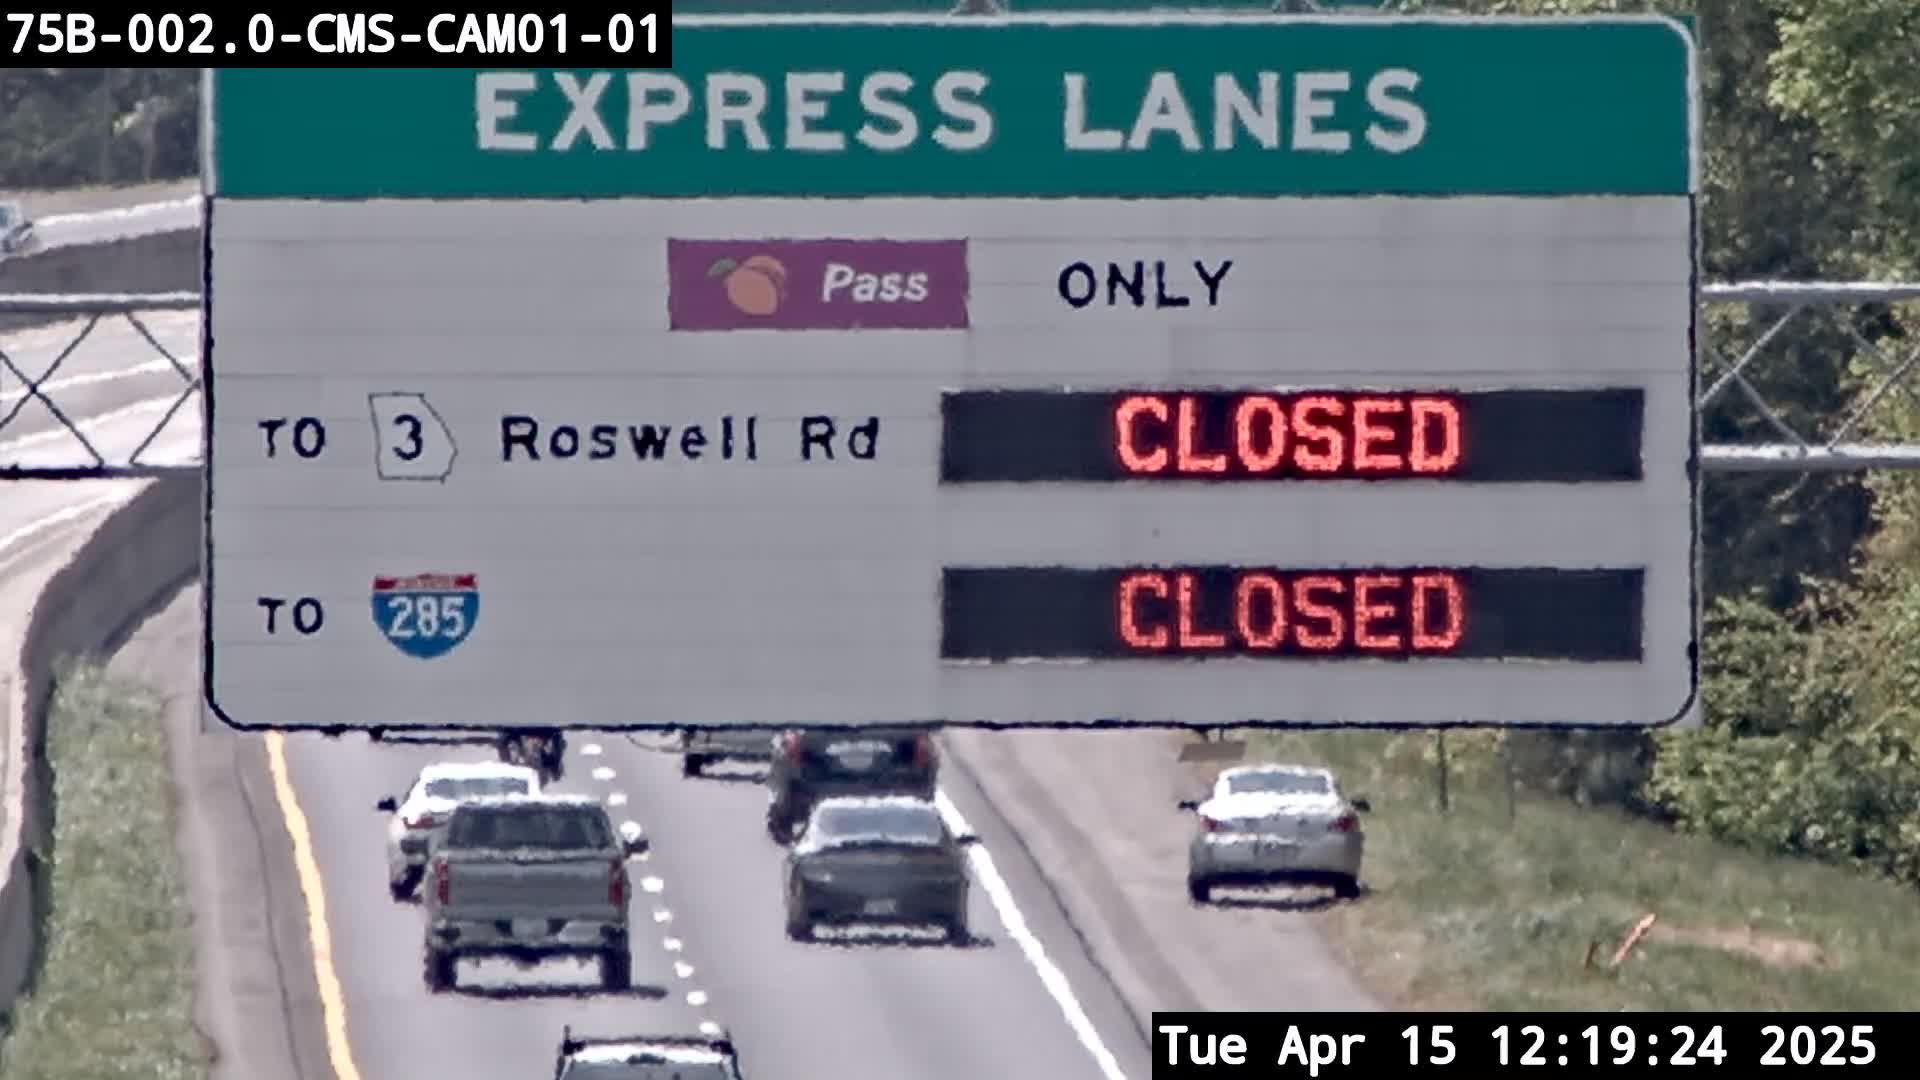 75B-002.0-CMS-CAM01-01
EXPRESS LANES
Pass ONLY
TO 3 Roswell Rd CLOSED
TO 285 CLOSED
Tue Apr 15 12:19:24 2025